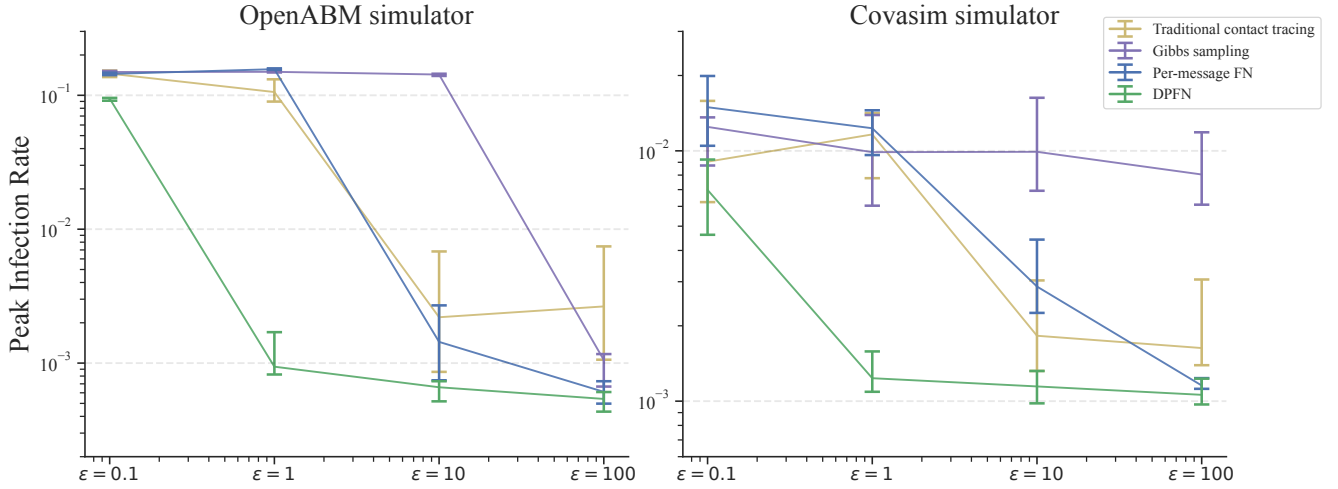 OpenABM simulator
Covasim simulator
Traditional contact tracing
Gibbs sampling
Per-message FN
DPFN
Peak Infection Rate
10⁻¹
10⁻²
10⁻³
10⁻²
10⁻³
ε = 0.1
ε = 1
ε = 10
ε = 100
ε = 0.1
ε = 1
ε = 10
ε = 100